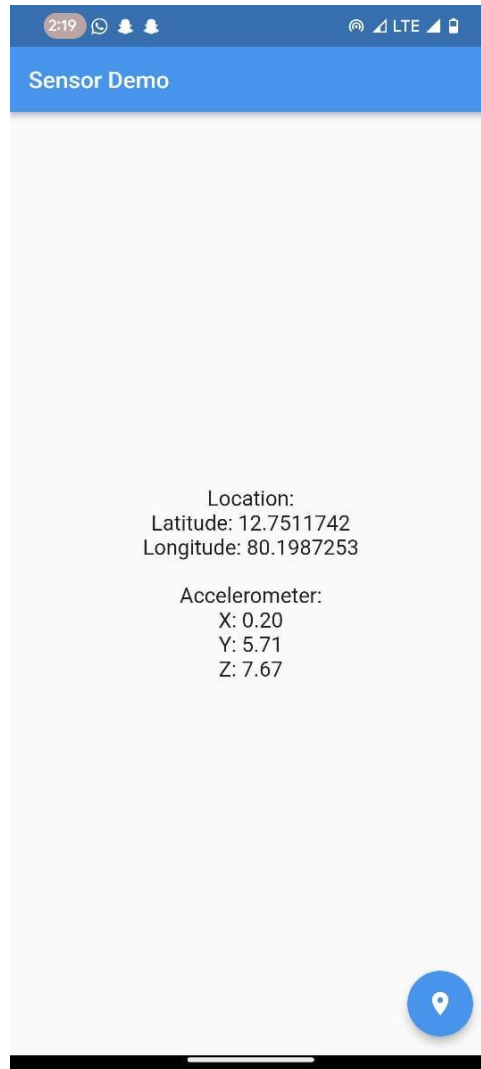 2:19 LTE
Sensor Demo
Location:
Latitude: 12.7511742
Longitude: 80.1987253
Accelerometer:
X: 0.20
Y: 5.71
Z: 7.67